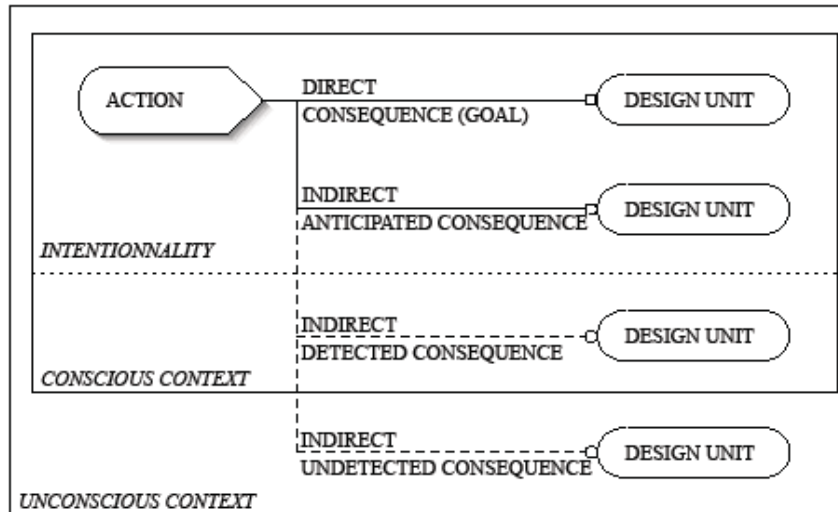 ACTION
DIRECT
CONSEQUENCE (GOAL)
DESIGN UNIT
INDIRECT
ANTICIPATED CONSEQUENCE
DESIGN UNIT
INTENTIONNALITY
INDIRECT
DETECTED CONSEQUENCE
DESIGN UNIT
CONSCIOUS CONTEXT
INDIRECT
UNDETECTED CONSEQUENCE
DESIGN UNIT
UNCONSCIOUS CONTEXT